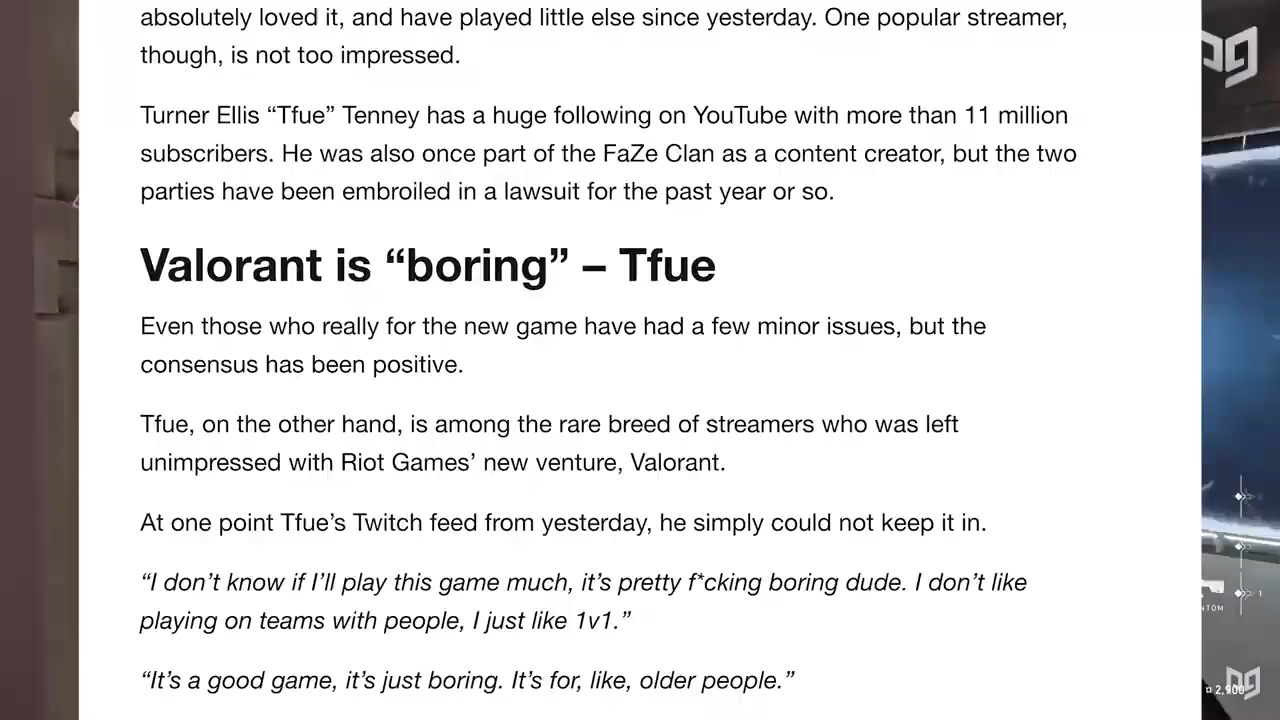 absolutely loved it, and have played little else since yesterday. One popular streamer,
though, is not too impressed.
Turner Ellis “Tfue” Tenney has a huge following on YouTube with more than 11 million
subscribers. He was also once part of the FaZe Clan as a content creator, but the two
parties have been embroiled in a lawsuit for the past year or so.
Valorant is “boring” – Tfue
Even those who really for the new game have had a few minor issues, but the
consensus has been positive.
Tfue, on the other hand, is among the rare breed of streamers who was left
unimpressed with Riot Games’ new venture, Valorant.
At one point Tfue’s Twitch feed from yesterday, he simply could not keep it in.
“I don’t know if I’ll play this game much, it’s pretty f*cking boring dude. I don’t like
playing on teams with people, I just like 1v1.”
“It’s a good game, it’s just boring. It’s for, like, older people.”
1
NTOM
2,900